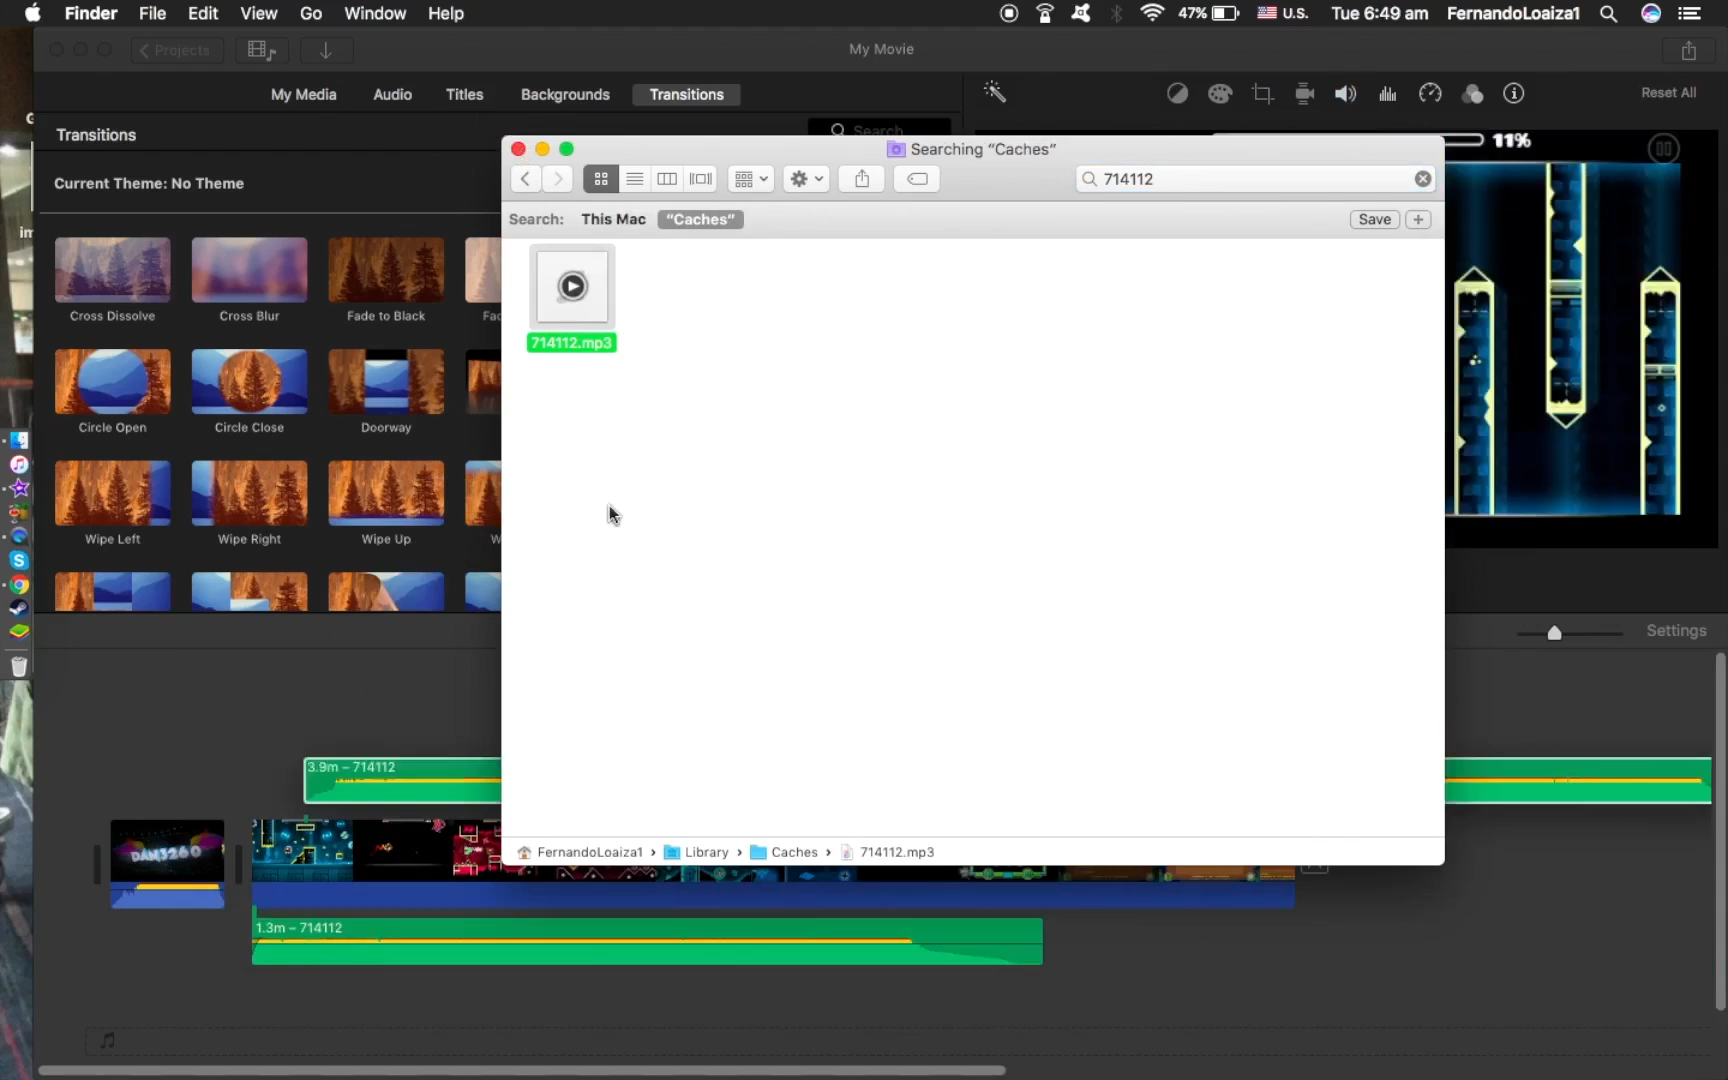 Finder File Edit View Go Window Help 47% U.S. Tue 6:49 am FernandoLoaiza1
Projects My Movie
My Media Audio Titles Backgrounds Transitions Reset All
Transitions Search
11%
Searching “Caches”
714112
Current Theme: No Theme
Search: This Mac “Caches” Save +
Cross Dissolve Cross Blur Fade to Black
714112.mp3
Circle Open Circle Close Doorway
Wipe Left Wipe Right Wipe Up
Settings
3.9m – 714112
DAN3260
FernandoLoaiza1 › Library › Caches › 714112.mp3
1.3m – 714112